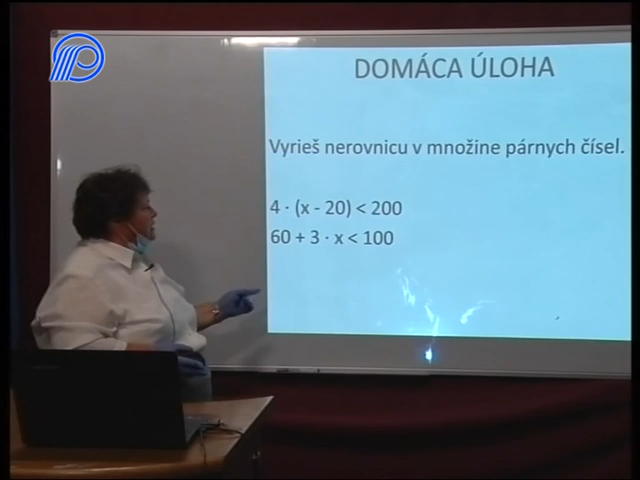 DOMÁCA ÚLOHA
Vyrieš nerovnicu v množine párnych čísel.
4 · (x - 20) < 200
60 + 3 · x < 100